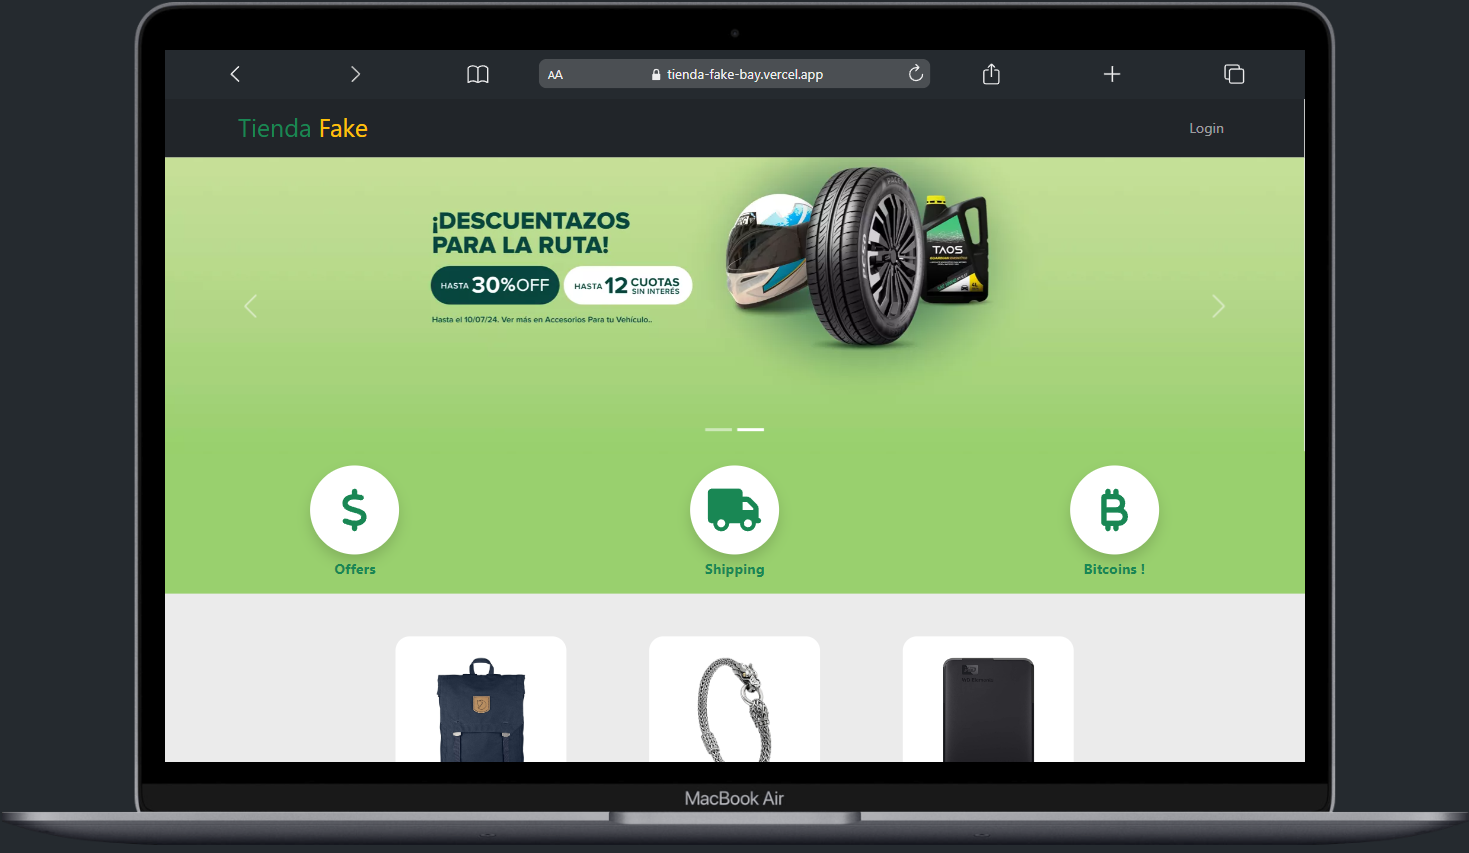 AA
tienda-fake-bay.vercel.app
Tienda Fake
Login
¡DESCUENTAZOS
PARA LA RUTA!
HASTA 30%OFF
HASTA 12 CUOTAS SIN INTERÉS
Hasta el 10/07/24. Ver más en Accesorios Para tu Vehículo..
TAOS
Offers
Shipping
Bitcoins !
MacBook Air